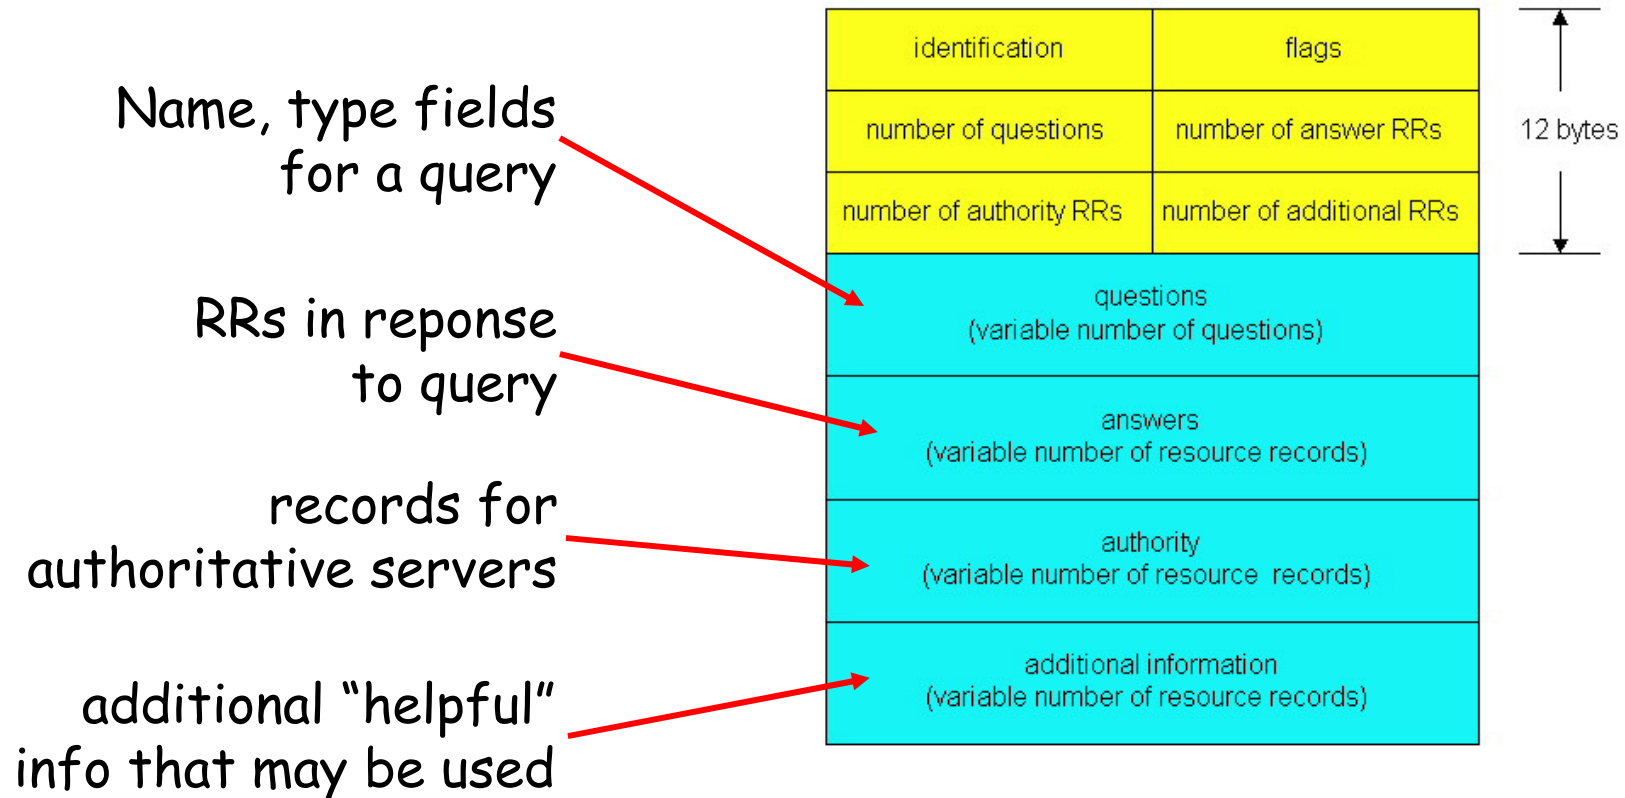 Name, type fields
for a query
RRs in reponse
to query
records for
authoritative servers
additional “helpful”
info that may be used
identification
flags
number of questions
number of answer RRs
number of authority RRs
number of additional RRs
12 bytes
questions
(variable number of questions)
answers
(variable number of resource records)
authority
(variable number of resource records)
additional information
(variable number of resource records)